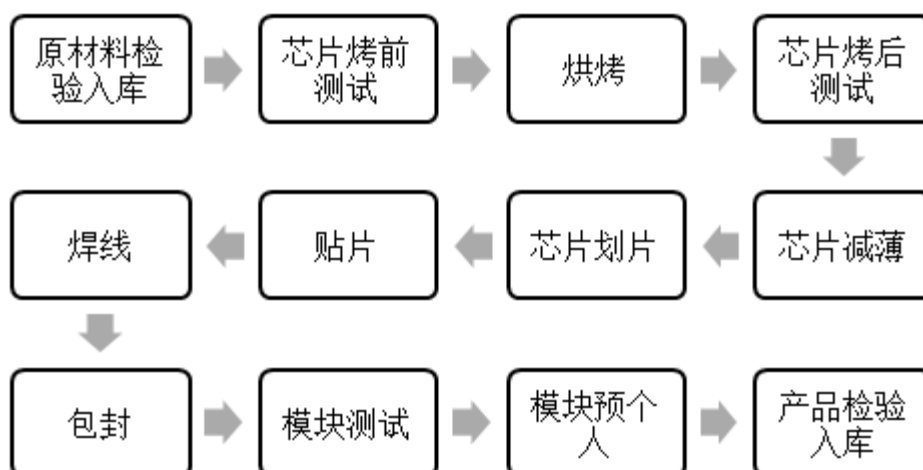 原材料检
验入库
芯片烤前
测试
烘烤
芯片烤后
测试
芯片减薄
芯片划片
贴片
焊线
包封
模块测试
模块预个
人
产品检验
入库